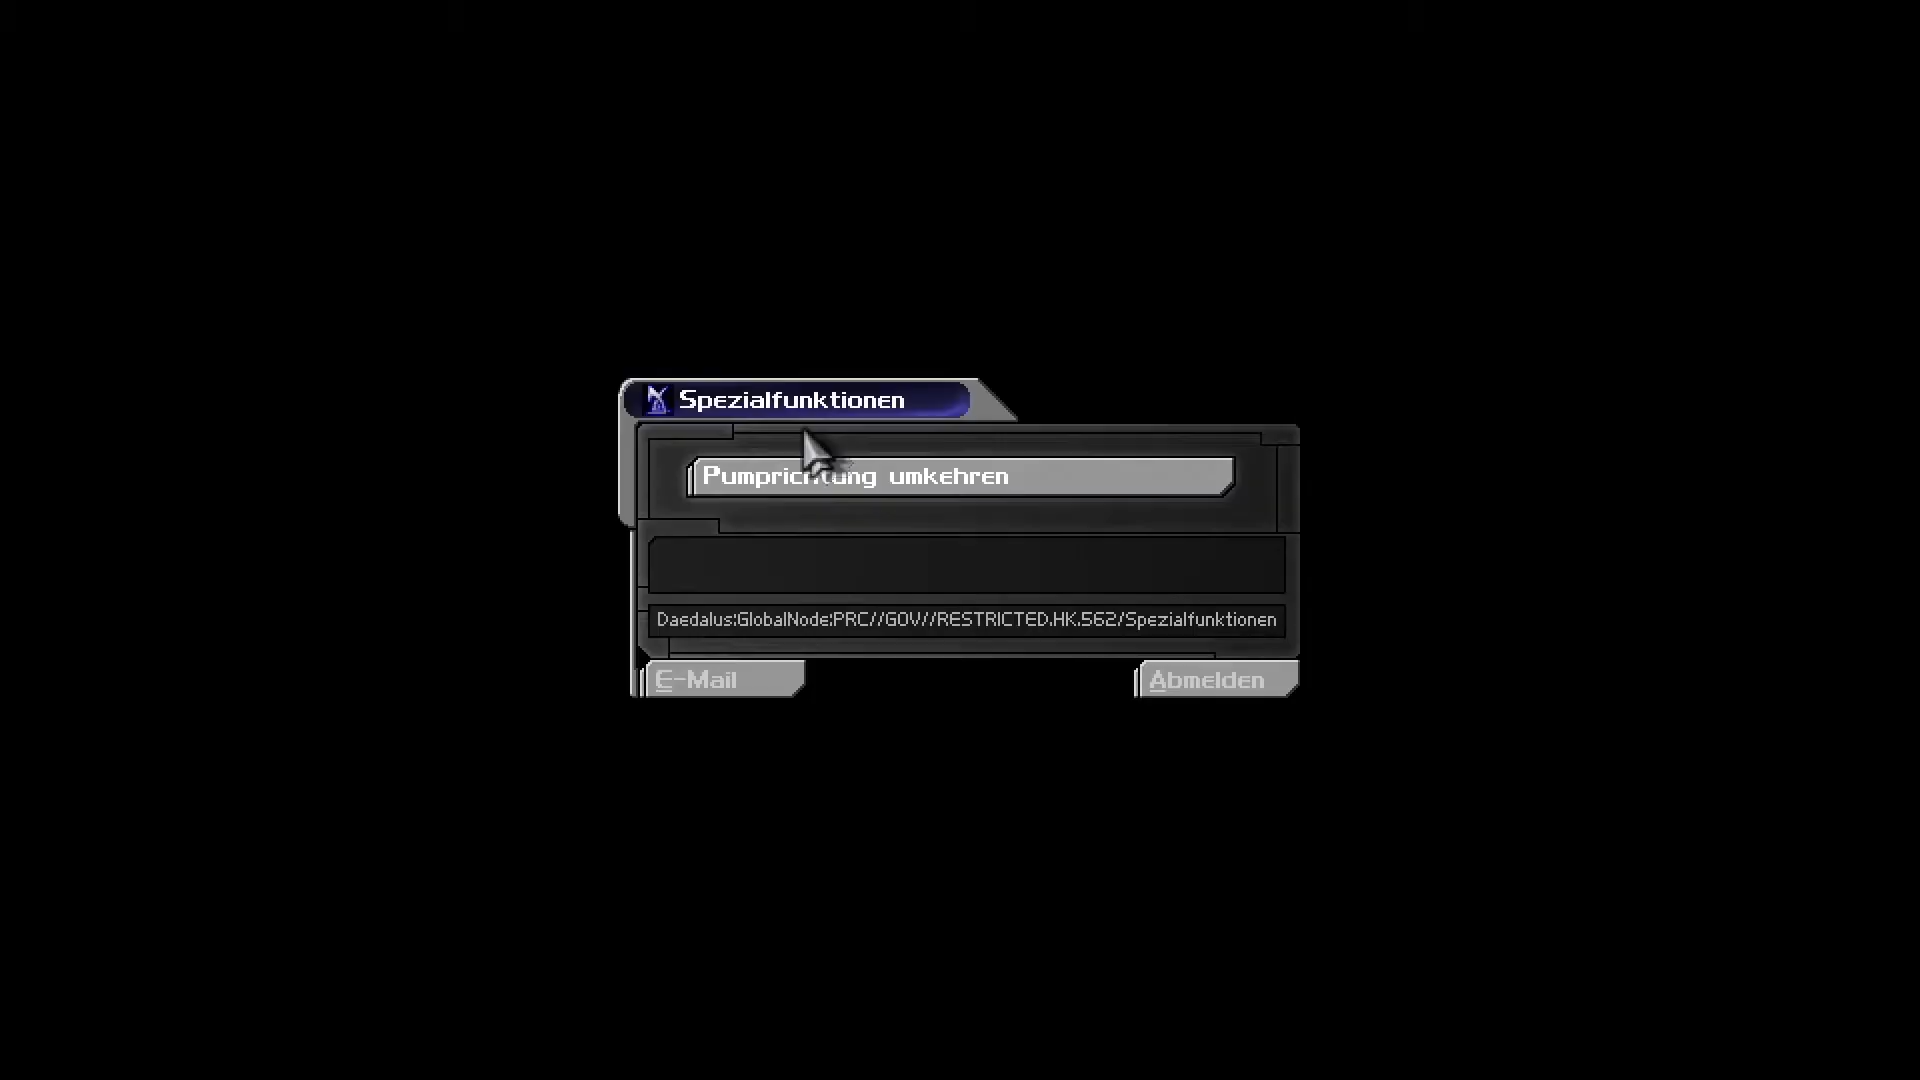 Spezialfunktionen
Pumprichtung umkehren
Daedalus:GlobalNode:PRC//GOV//RESTRICTED.HK.562/Spezialfunktionen
E-Mail
Abmelden